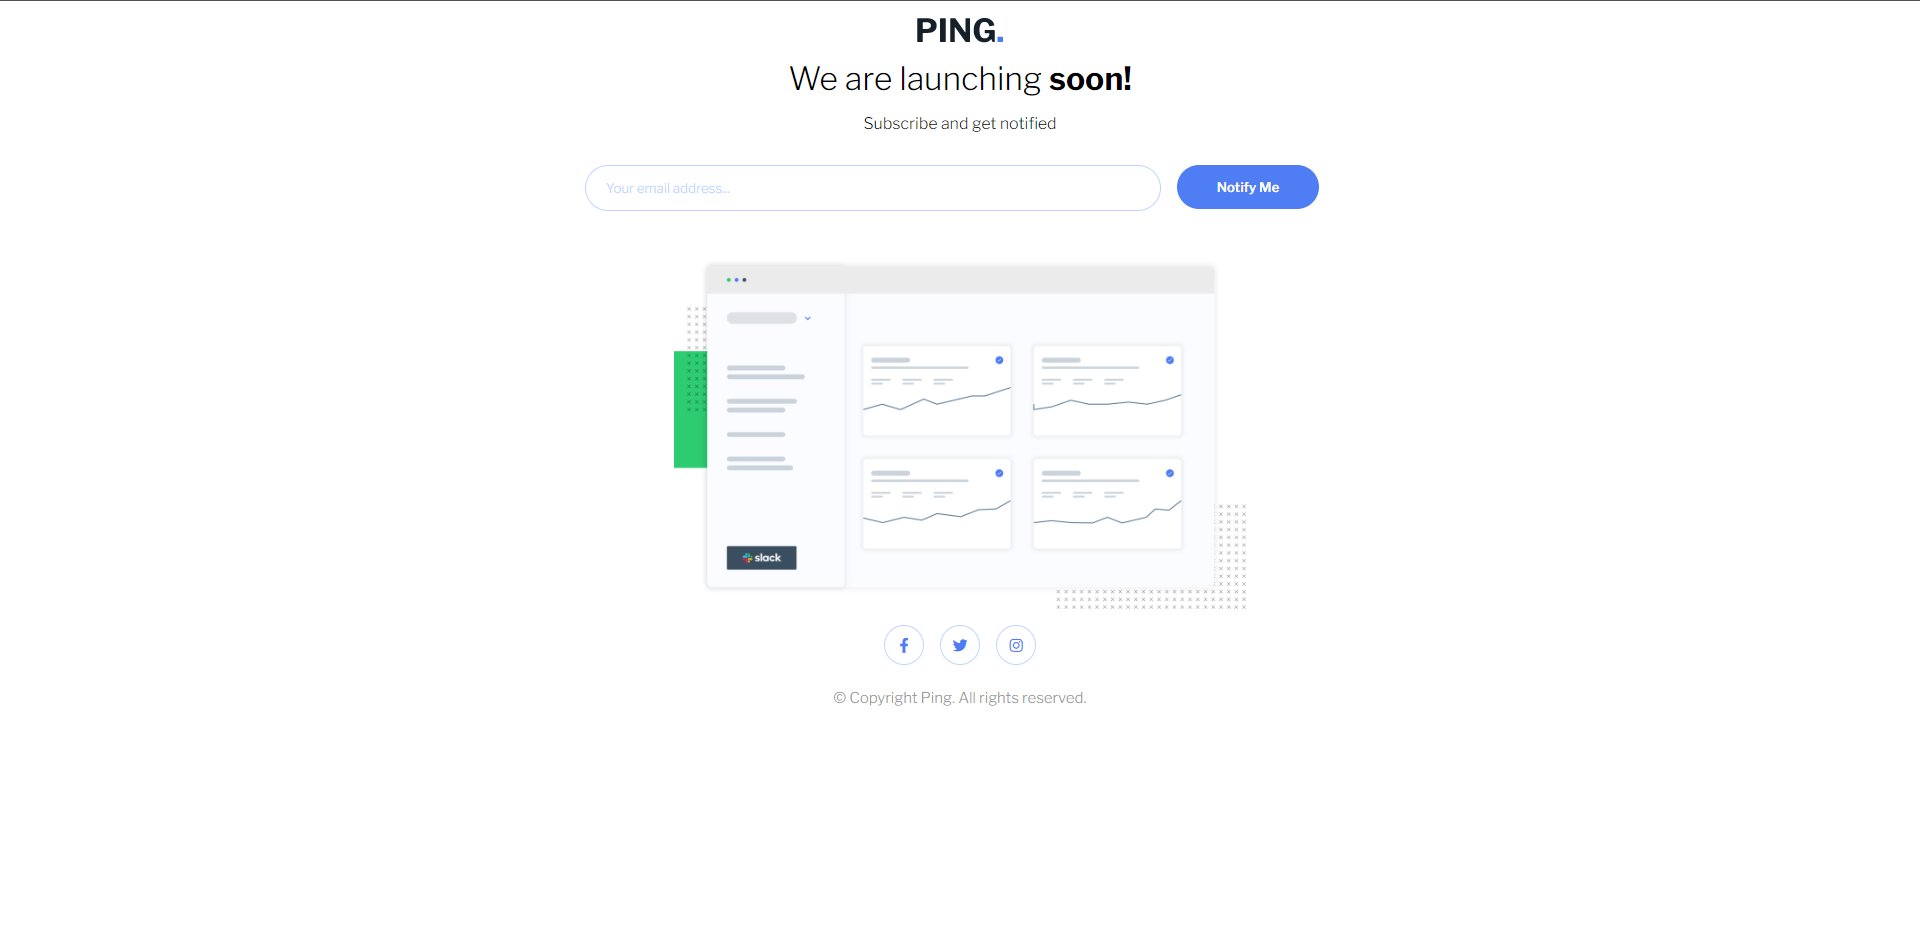 PING.
We are launching soon!
Subscribe and get notified
Your email address...
Notify Me
slack
© Copyright Ping. All rights reserved.